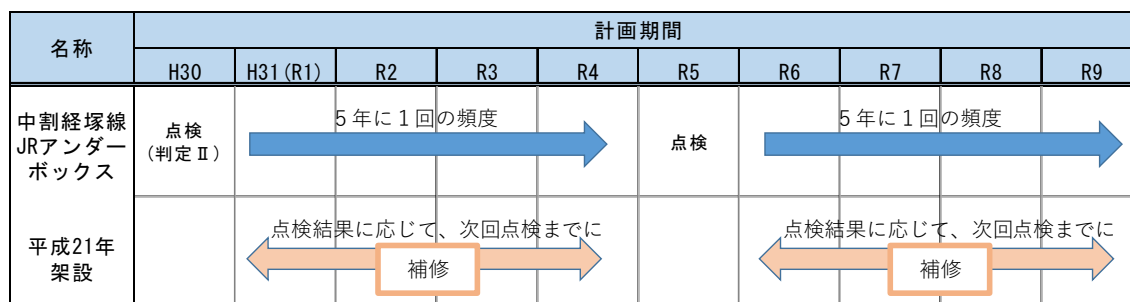 名称
計画期間
H30 H31(R1) R2 R3 R4 R5 R6 R7 R8 R9
中割経塚線
JRアンダー
ボックス
点検
(判定Ⅱ)
5年に1回の頻度
点検
5年に1回の頻度
平成21年
架設
点検結果に応じて、次回点検までに
補修
点検結果に応じて、次回点検までに
補修